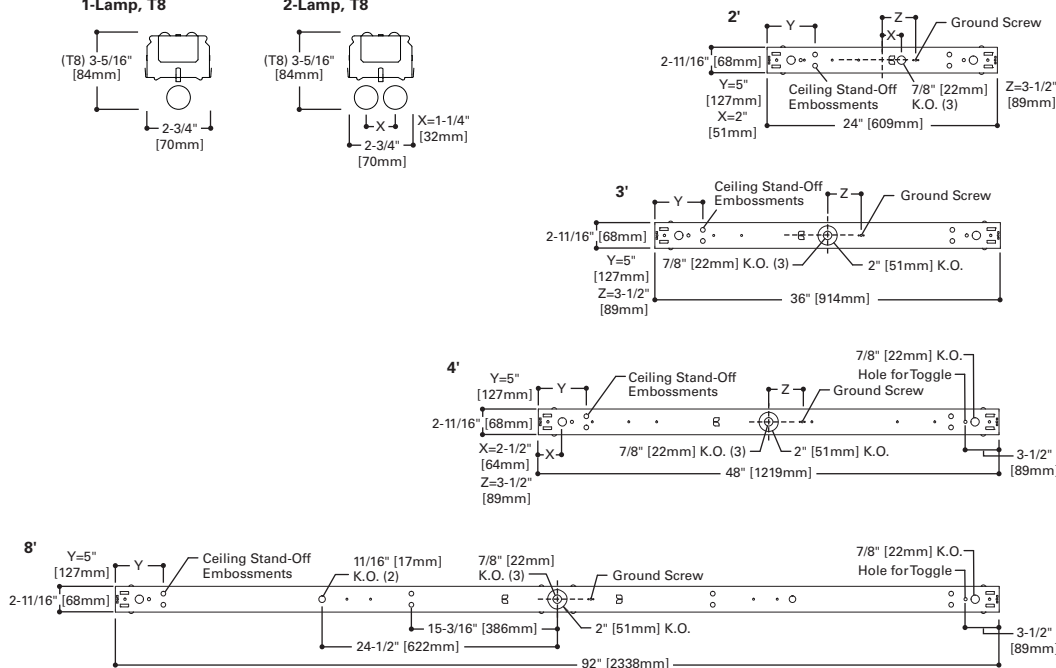 1-Lamp, T8
(T8) 3-5/16"
[84mm]
2-3/4"
[70mm]
2-Lamp, T8
(T8) 3-5/16"
[84mm]
X
X=1-1/4"
[32mm]
2-3/4"
[70mm]
2'
Y
Z
X
Ground Screw
2-11/16" [68mm]
Y=5"
[127mm]
X=2"
[51mm]
Ceiling Stand-Off
Embossments
7/8" [22mm]
K.O. (3)
Z=3-1/2"
[89mm]
24" [609mm]
3'
Y
Ceiling Stand-Off
Embossments
Z
Ground Screw
2-11/16" [68mm]
Y=5"
[127mm]
Z=3-1/2"
[89mm]
7/8" [22mm] K.O. (3)
2" [51mm] K.O.
36" [914mm]
4'
Y=5"
[127mm]
Y
Ceiling Stand-Off
Embossments
Z
Ground Screw
7/8" [22mm] K.O.
Hole for Toggle
2-11/16" [68mm]
X=2-1/2"
[64mm]
Z=3-1/2"
[89mm]
X
7/8" [22mm] K.O. (3)
2" [51mm] K.O.
48" [1219mm]
3-1/2"
[89mm]
8'
Y=5"
[127mm]
Y
Ceiling Stand-Off
Embossments
11/16" [17mm]
K.O. (2)
7/8" [22mm]
K.O. (3)
Ground Screw
7/8" [22mm] K.O.
Hole for Toggle
2-11/16" [68mm]
15-3/16" [386mm]
2" [51mm] K.O.
24-1/2" [622mm]
3-1/2"
[89mm]
92" [2338mm]